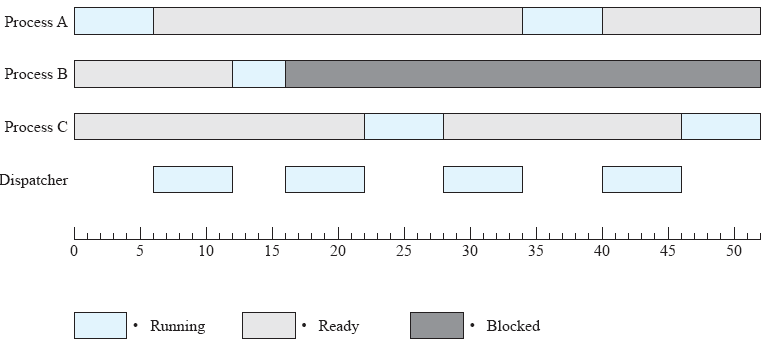 Process A
Process B
Process C
Dispatcher
0 5 10 15 20 25 30 35 40 45 50
• Running • Ready • Blocked